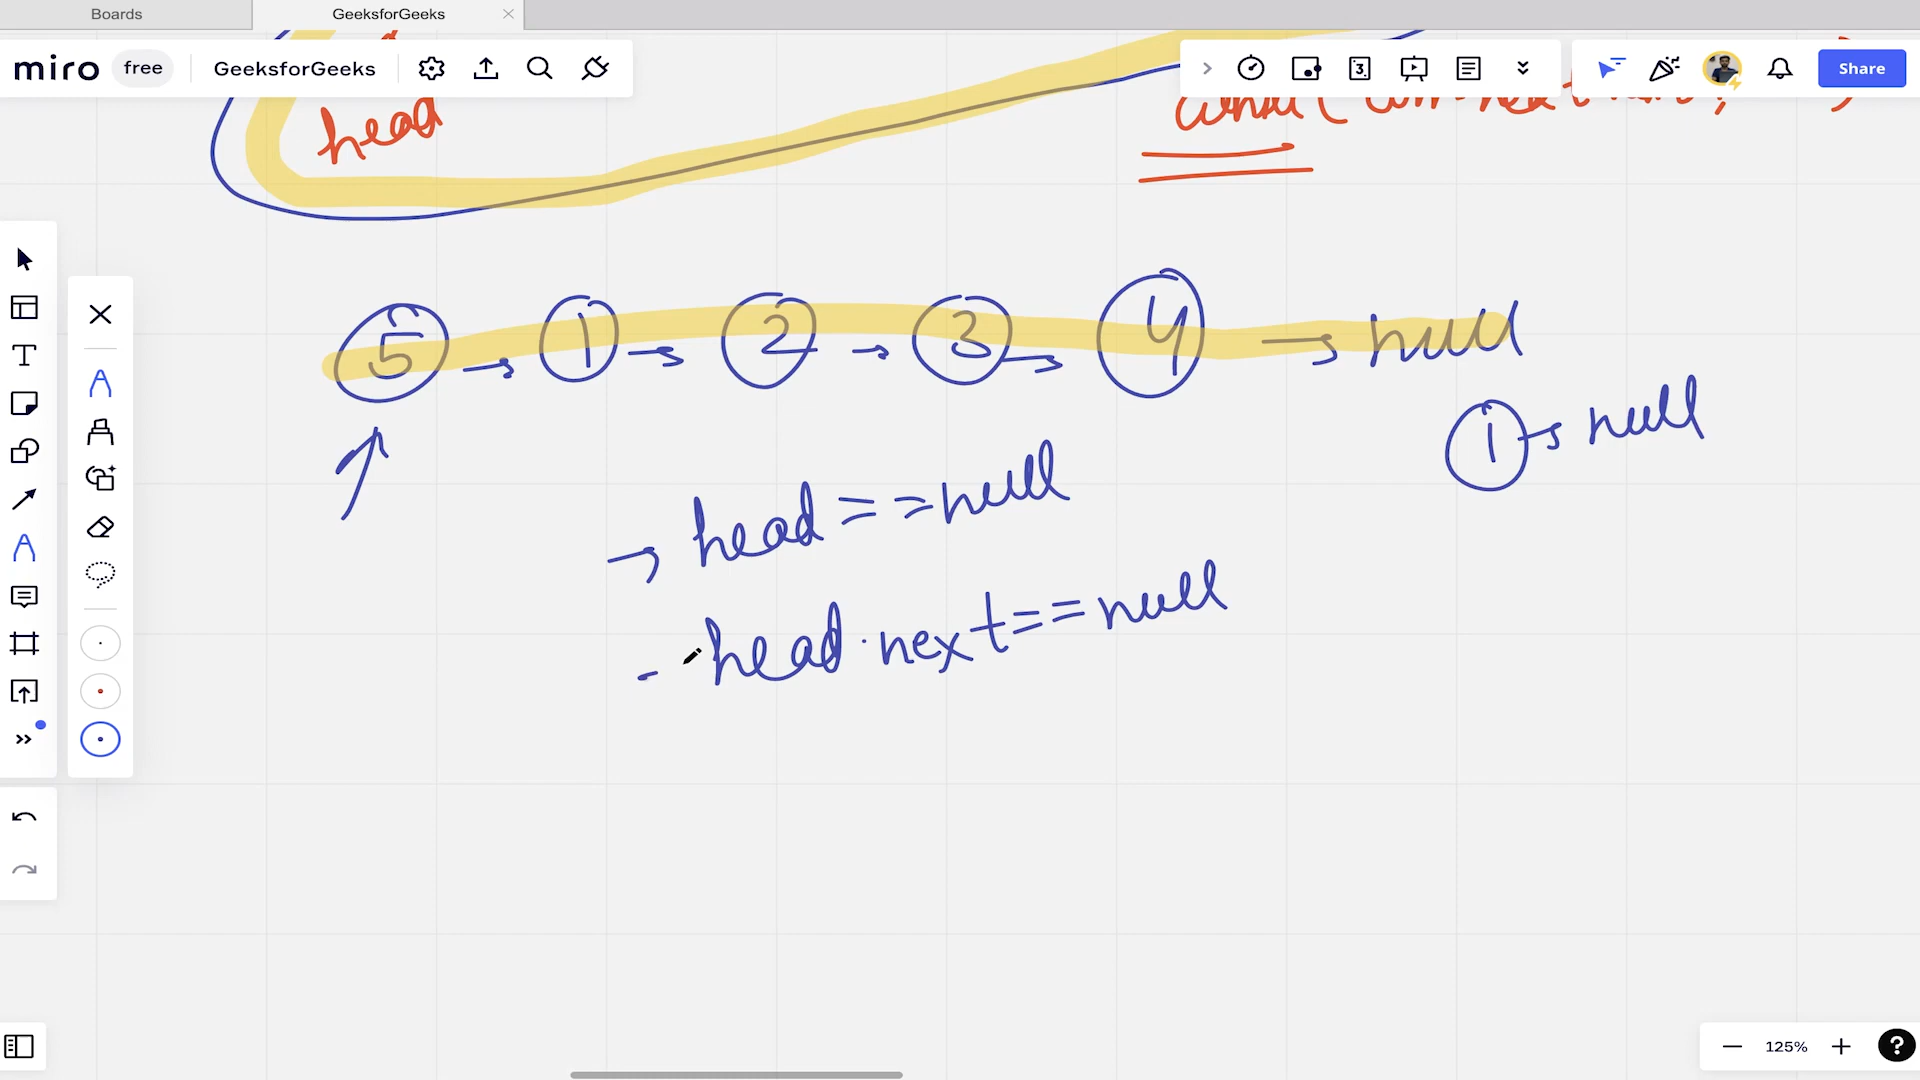 Boards GeeksforGeeks
miro free GeeksforGeeks
3
Share
head
5 → 1 → 2 → 3 → 4 → null
1 → null
→ head == null
- head.next == null
125%
?